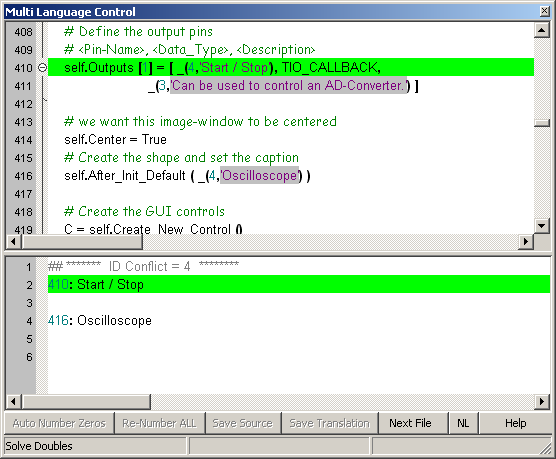 Multi Language Control
408 # Define the output pins
409 # <Pin-Name>, <Data_Type>, <Description>
410 self.Outputs [1] = [ _(4,'Start / Stop'), TIO_CALLBACK,
411 _(3,'Can be used to control an AD-Converter.') ]
412
413 # we want this image-window to be centered
414 self.Center = True
415 # Create the shape and set the caption
416 self.After_Init_Default ( _(4,'Oscilloscope') )
417
418 # Create the GUI controls
419 C = self.Create_New_Control ()
1 ## ******* ID Conflict = 4 ********
2 410: Start / Stop
3
4 416: Oscilloscope
5
6
Auto Number Zeros Re-Number ALL Save Source Save Translation Next File NL Help
Solve Doubles